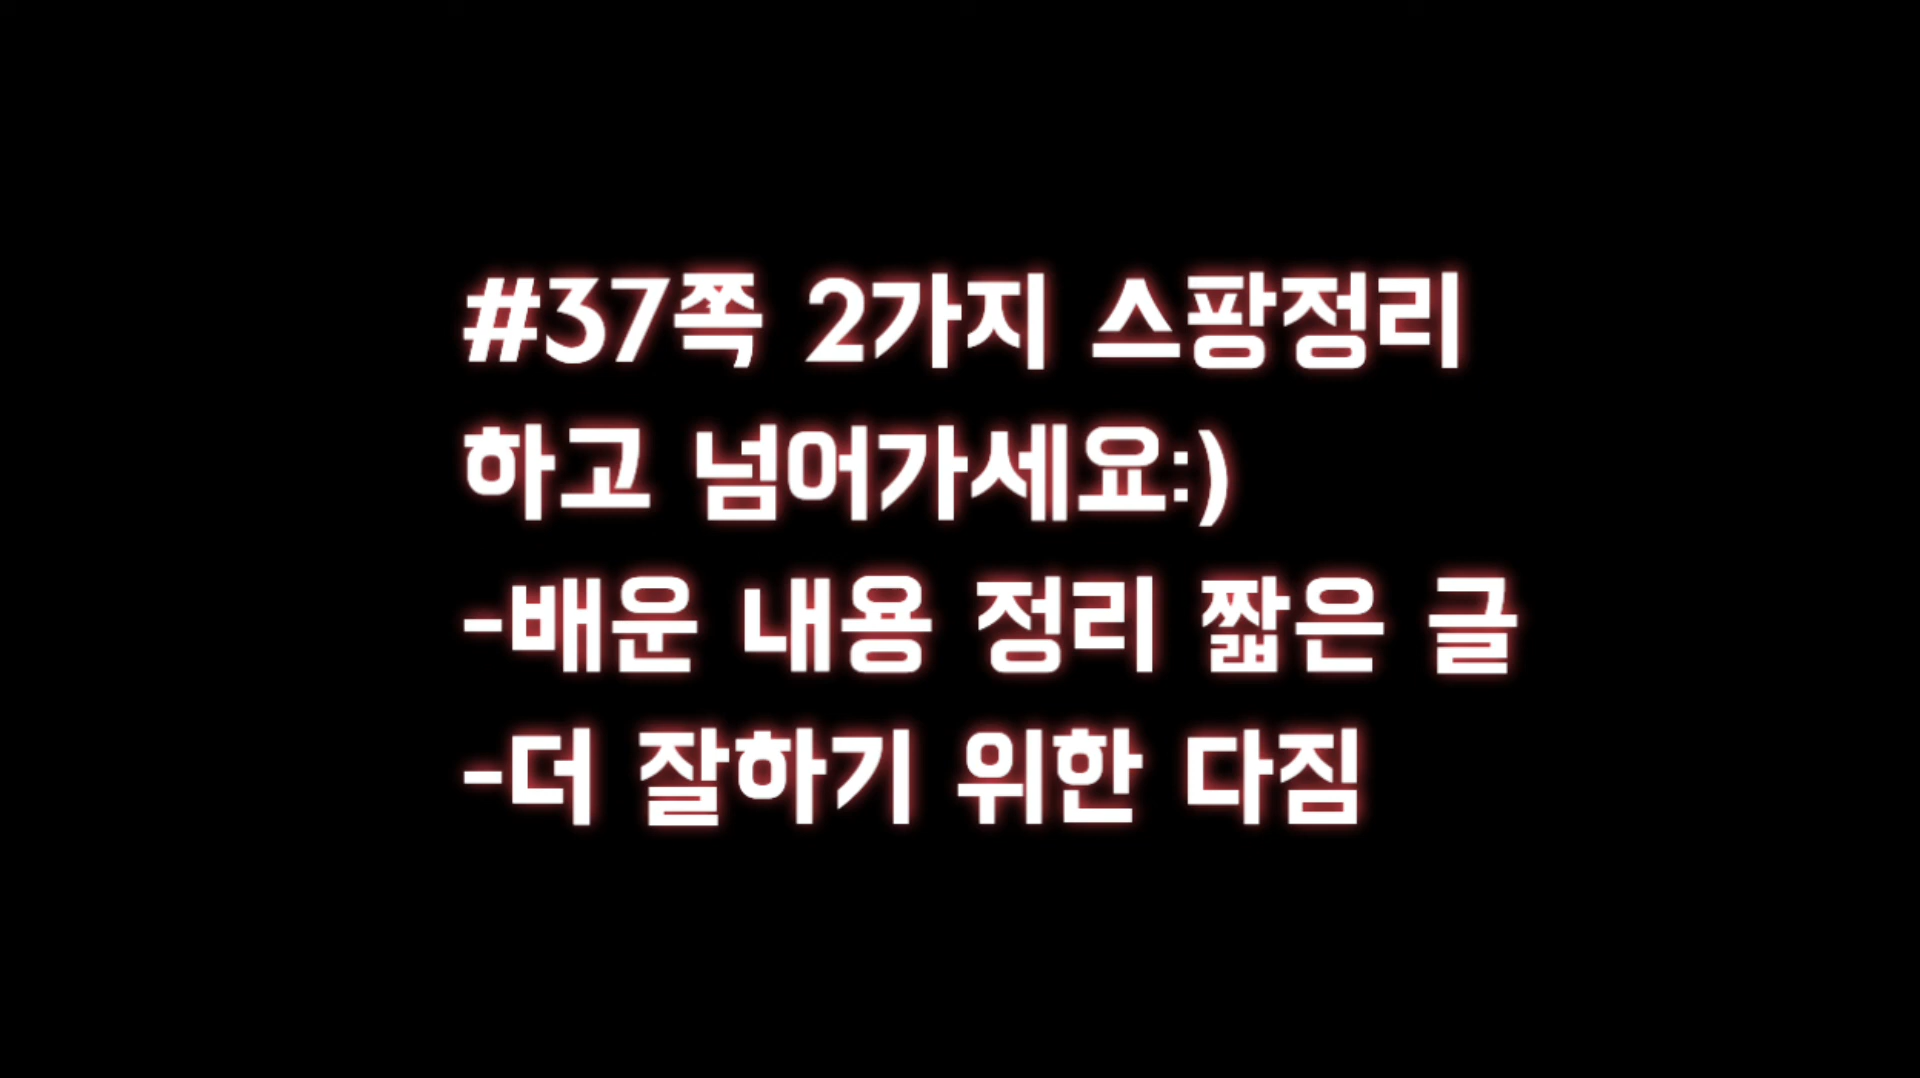 #37쪽 2가지 스팡정리
하고 넘어가세요:)
-배운 내용 정리 짧은 글
-더 잘하기 위한 다짐